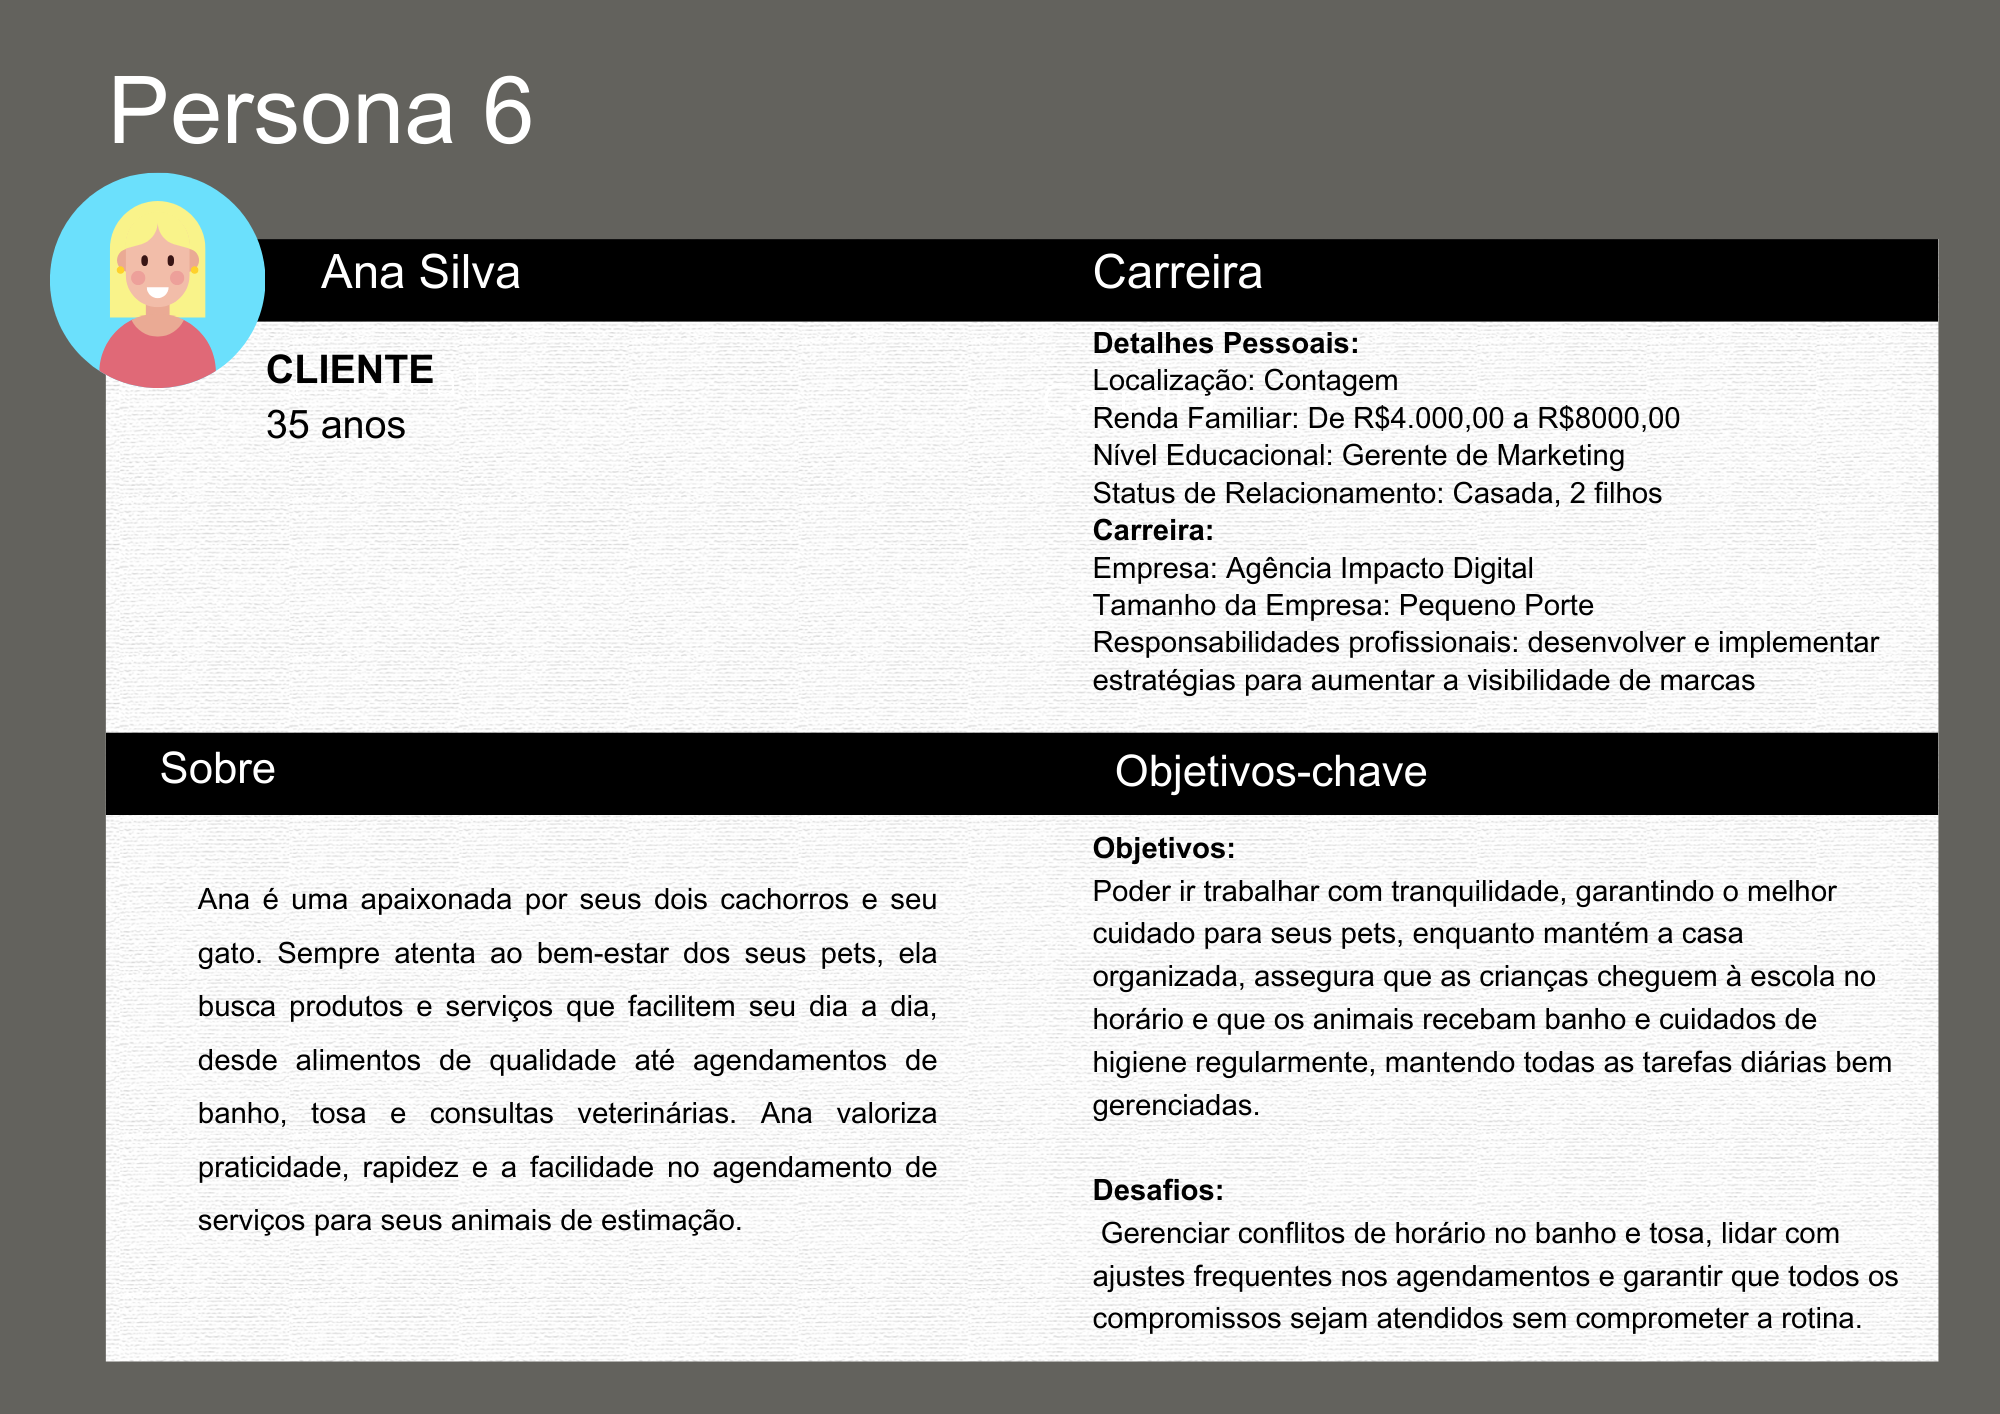 Persona 6
Ana Silva
CLIENTE
35 anos
Carreira
Detalhes Pessoais:
Localização: Contagem
Renda Familiar: De R$4.000,00 a R$8000,00
Nível Educacional: Gerente de Marketing
Status de Relacionamento: Casada, 2 filhos
Carreira:
Empresa: Agência Impacto Digital
Tamanho da Empresa: Pequeno Porte
Responsabilidades profissionais: desenvolver e implementar
estratégias para aumentar a visibilidade de marcas
Sobre
Ana é uma apaixonada por seus dois cachorros e seu
gato. Sempre atenta ao bem-estar dos seus pets, ela
busca produtos e serviços que facilitem seu dia a dia,
desde alimentos de qualidade até agendamentos de
banho, tosa e consultas veterinárias. Ana valoriza
praticidade, rapidez e a facilidade no agendamento de
serviços para seus animais de estimação.
Objetivos-chave
Objetivos:
Poder ir trabalhar com tranquilidade, garantindo o melhor
cuidado para seus pets, enquanto mantém a casa
organizada, assegura que as crianças cheguem à escola no
horário e que os animais recebam banho e cuidados de
higiene regularmente, mantendo todas as tarefas diárias bem
gerenciadas.
Desafios:
Gerenciar conflitos de horário no banho e tosa, lidar com
ajustes frequentes nos agendamentos e garantir que todos os
compromissos sejam atendidos sem comprometer a rotina.